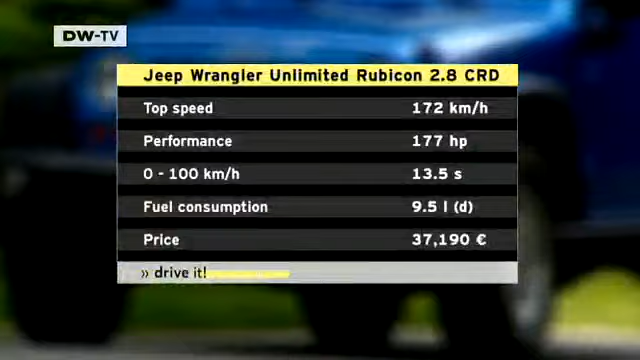 DW-TV
Jeep Wrangler Unlimited Rubicon 2.8 CRD
Top speed 172 km/h
Performance 177 hp
0 - 100 km/h 13.5 s
Fuel consumption 9.5 l (d)
Price 37,190 €
» drive it!